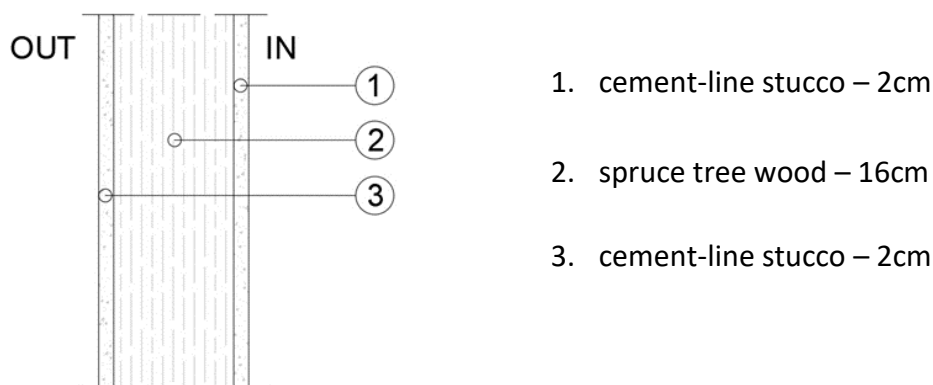 OUT
IN
1
2
3
1. cement-line stucco – 2cm
2. spruce tree wood – 16cm
3. cement-line stucco – 2cm